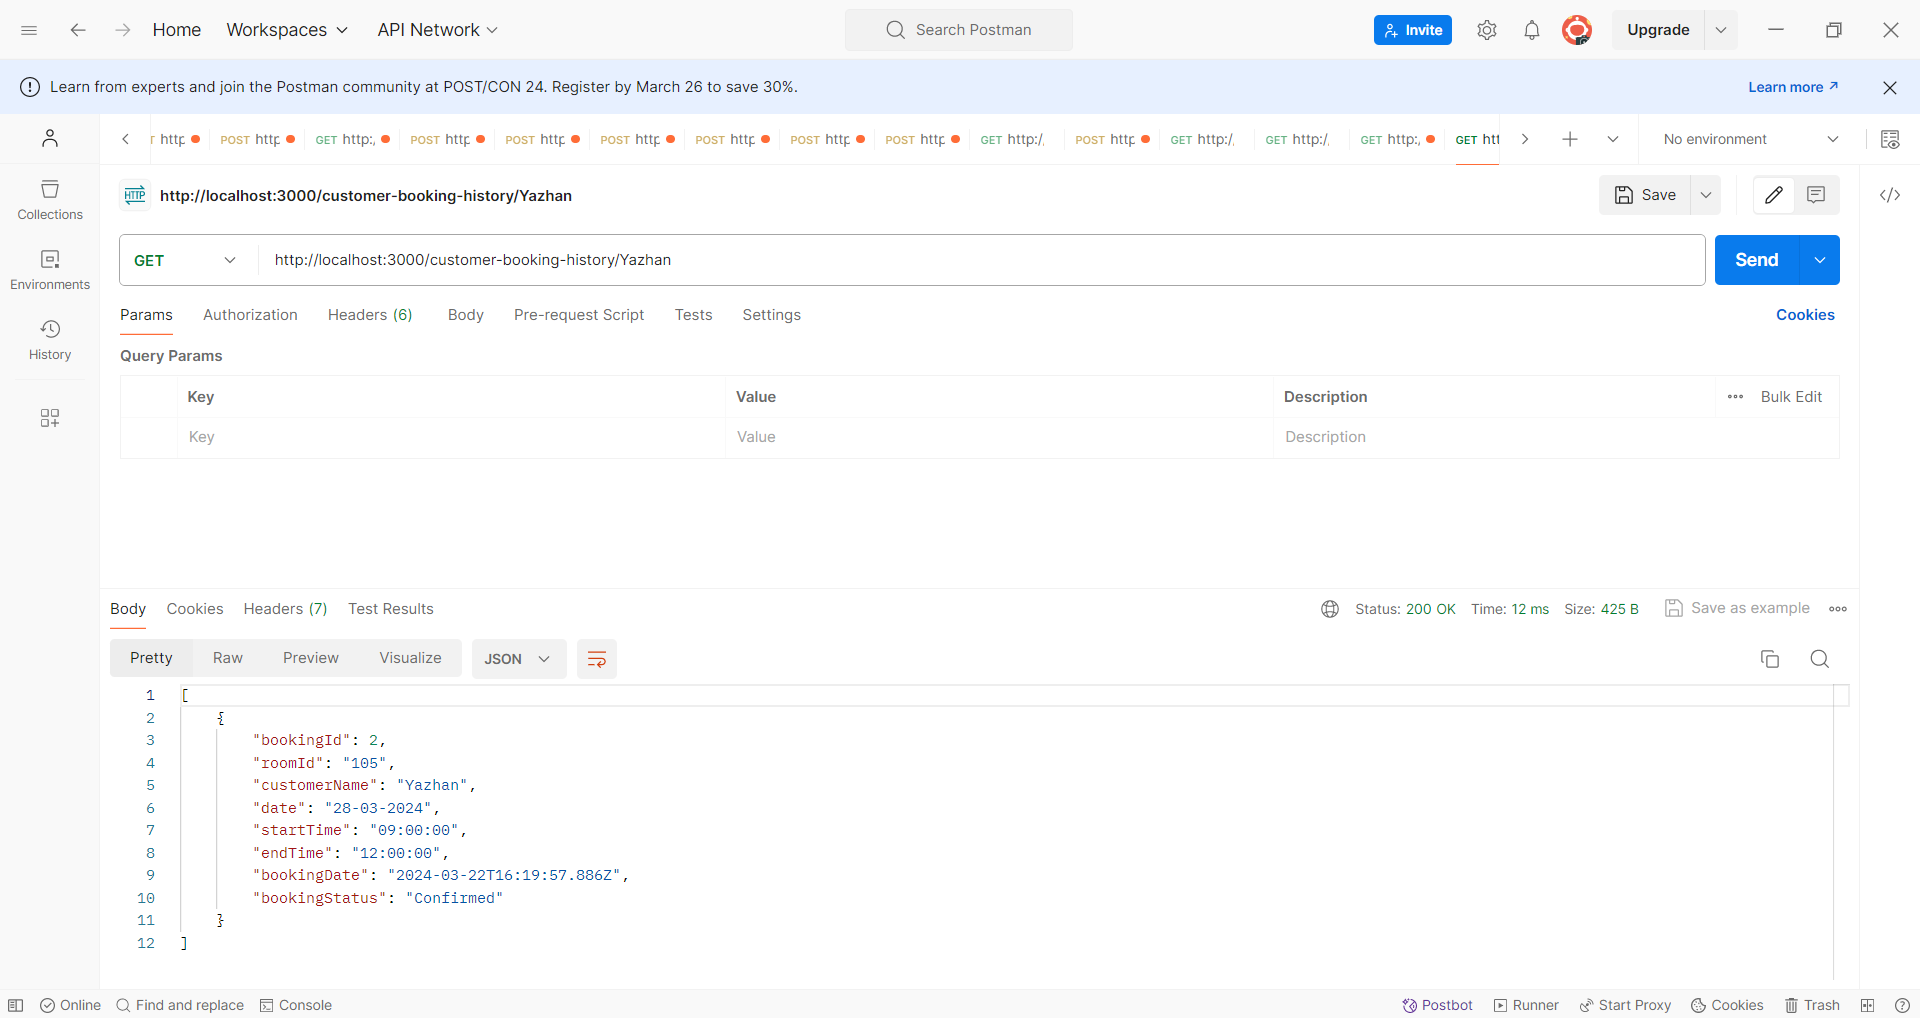 Home Workspaces API Network Search Postman Invite Upgrade
Learn from experts and join the Postman community at POST/CON 24. Register by March 26 to save 30%. Learn more ↗
http POST http GET http:/ POST http POST http POST http POST http POST http POST http GET http:/ POST http GET http:/ GET http:/ GET http:/ GET htt No environment
HTTP http://localhost:3000/customer-booking-history/Yazhan Save
Collections
GET http://localhost:3000/customer-booking-history/Yazhan Send
Environments
Params Authorization Headers (6) Body Pre-request Script Tests Settings Cookies
History
Query Params
Key Value Description Bulk Edit
Key Value Description
Body Cookies Headers (7) Test Results Status: 200 OK Time: 12 ms Size: 425 B Save as example
Pretty Raw Preview Visualize JSON
1 [
2 {
3 "bookingId": 2,
4 "roomId": "105",
5 "customerName": "Yazhan",
6 "date": "28-03-2024",
7 "startTime": "09:00:00",
8 "endTime": "12:00:00",
9 "bookingDate": "2024-03-22T16:19:57.886Z",
10 "bookingStatus": "Confirmed"
11 }
12 ]
Online Find and replace Console Postbot Runner Start Proxy Cookies Trash